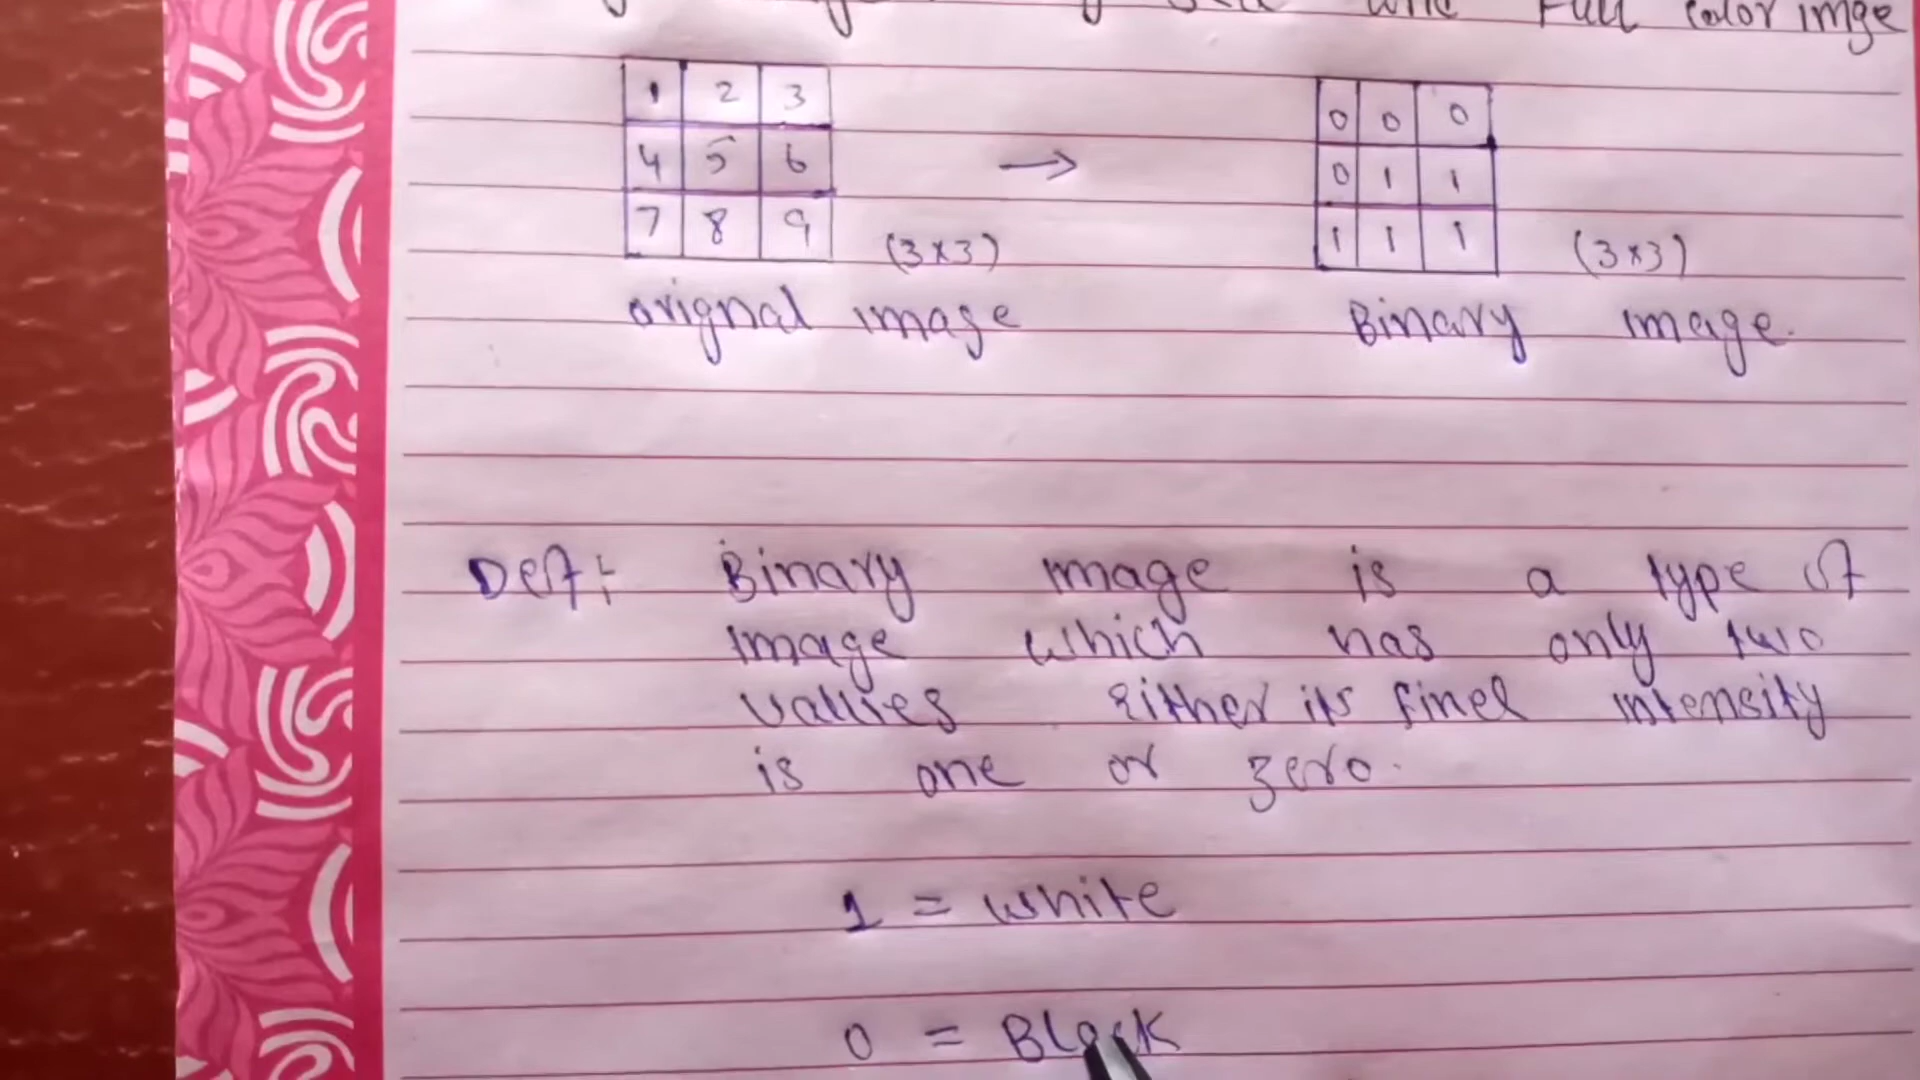 Full color imge
1 2 3
4 5 6
7 8 9
(3x3)
orignal image
→
0 0 0
0 1 1
1 1 1
(3x3)
Binary image.
Def:- Binary image is a type of
image which has only two
values either its finel intensity
is one or zero.
1 = white
0 = Black